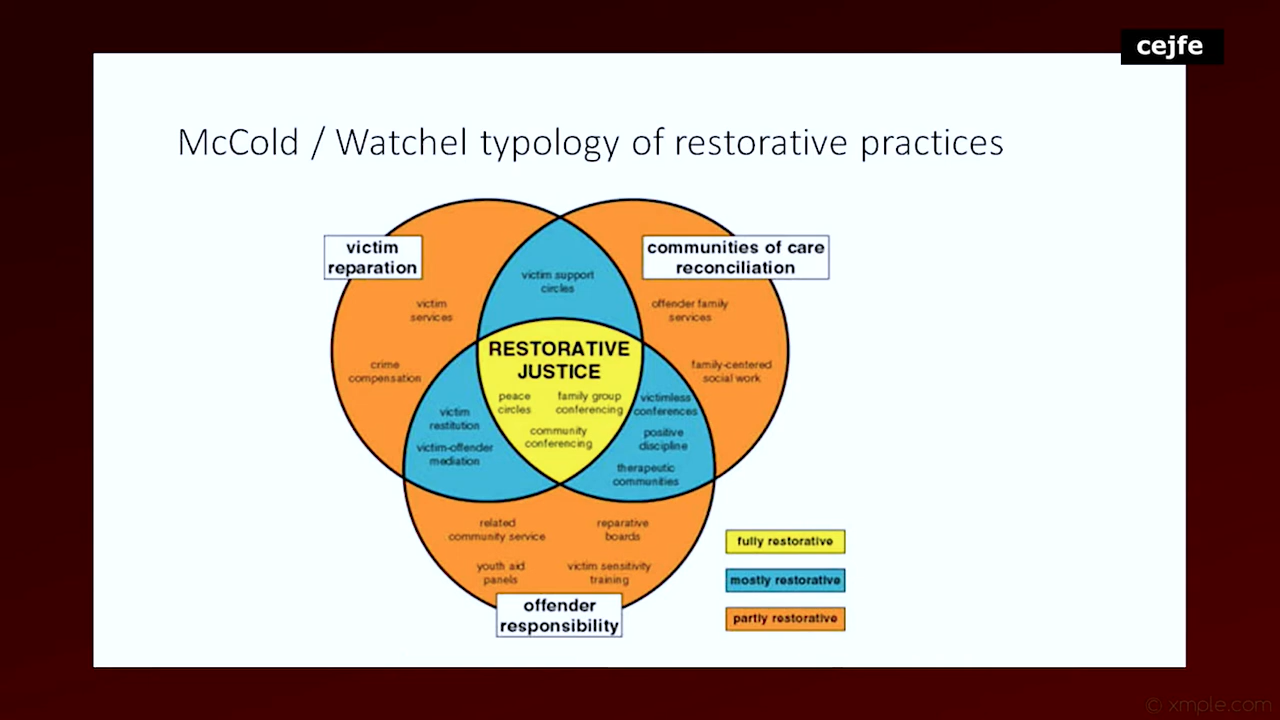 cejfe
McCold / Watchel typology of restorative practices
victim
reparation
communities of care
reconciliation
victim support
circles
victim
services
offender family
services
crime
compensation
family-centered
social work
RESTORATIVE
JUSTICE
peace
circles
family group
conferencing
community
conferencing
victim
restitution
victim-offender
mediation
victimless
conferences
positive
discipline
therapeutic
communities
related
community service
reparative
boards
youth aid
panels
victim sensitivity
training
offender
responsibility
fully restorative
mostly restorative
partly restorative
© xmple.com